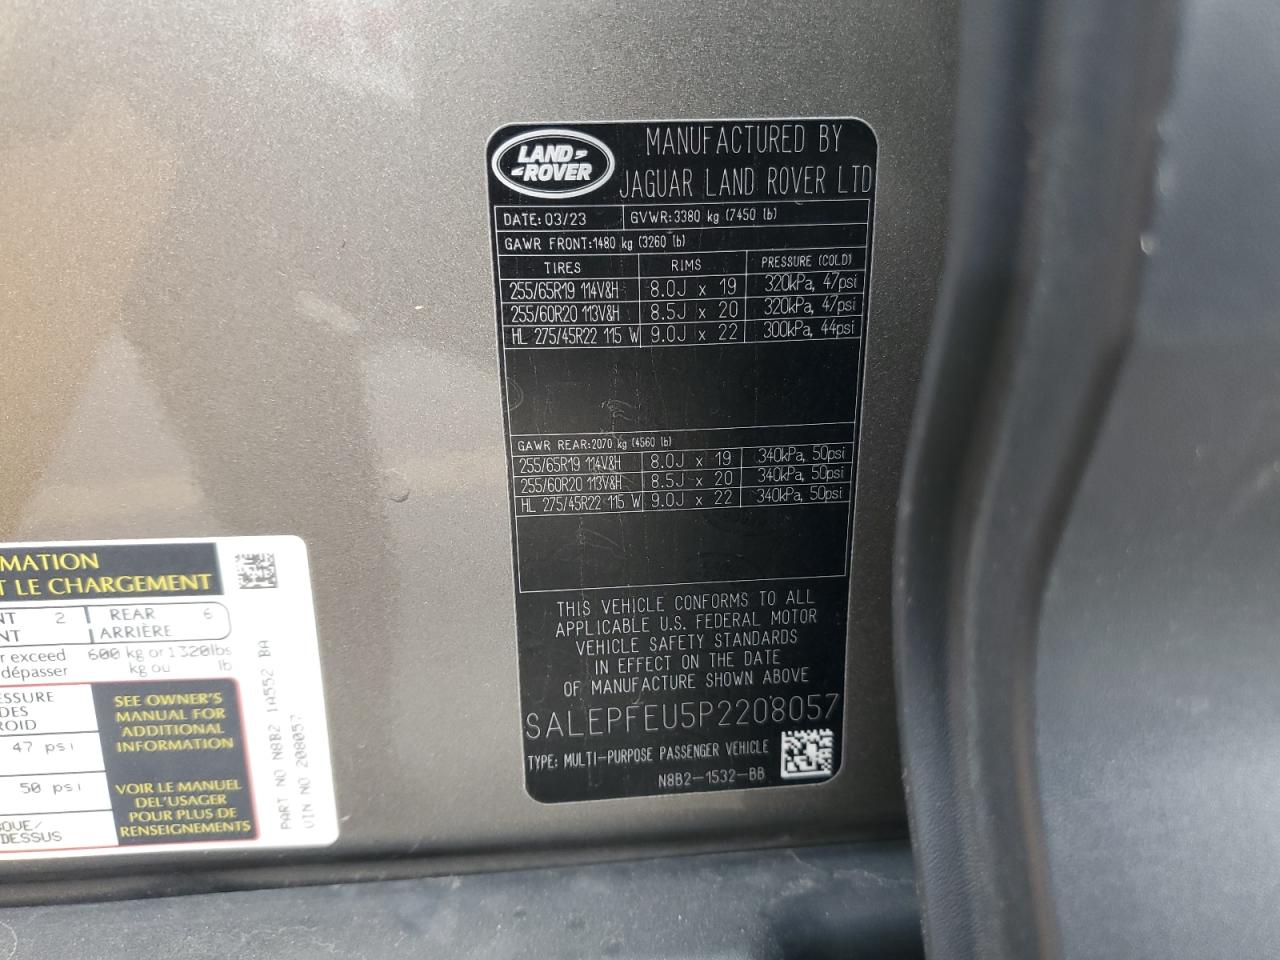 LAND ROVER
MANUFACTURED BY
JAGUAR LAND ROVER LTD
DATE: 03/23 GVWR:3380 kg (7450 lb)
GAWR FRONT:1480 kg (3260 lb)
TIRES RIMS PRESSURE (COLD)
255/65R19 114V&H 8.0J x 19 320kPa, 47psi
255/60R20 113V&H 8.5J x 20 320kPa, 47psi
HL 275/45R22 115 W 9.0J x 22 300kPa, 44psi
GAWR REAR:2070 kg (4560 lb)
255/65R19 114V&H 8.0J x 19 340kPa, 50psi
255/60R20 113V&H 8.5J x 20 340kPa, 50psi
HL 275/45R22 115 W 9.0J x 22 340kPa, 50psi
THIS VEHICLE CONFORMS TO ALL
APPLICABLE U.S. FEDERAL MOTOR
VEHICLE SAFETY STANDARDS
IN EFFECT ON THE DATE
OF MANUFACTURE SHOWN ABOVE
SALEPFEU5P2208057
TYPE: MULTI-PURPOSE PASSENGER VEHICLE
N8B2-1532-BB
MATION
T LE CHARGEMENT
NT 2 REAR 6
NT ARRIÈRE
r exceed 600 kg or 1320lbs
dépasser kg ou lb
ESSURE
DES
ROID
47 psi
50 psi
OUE/
DESSUS
SEE OWNER'S
MANUAL FOR
ADDITIONAL
INFORMATION
VOIR LE MANUEL
DEL'USAGER
POUR PLUS DE
RENSEIGNEMENTS
PART NO N8B2 1A552 BA
VIN NO 208057